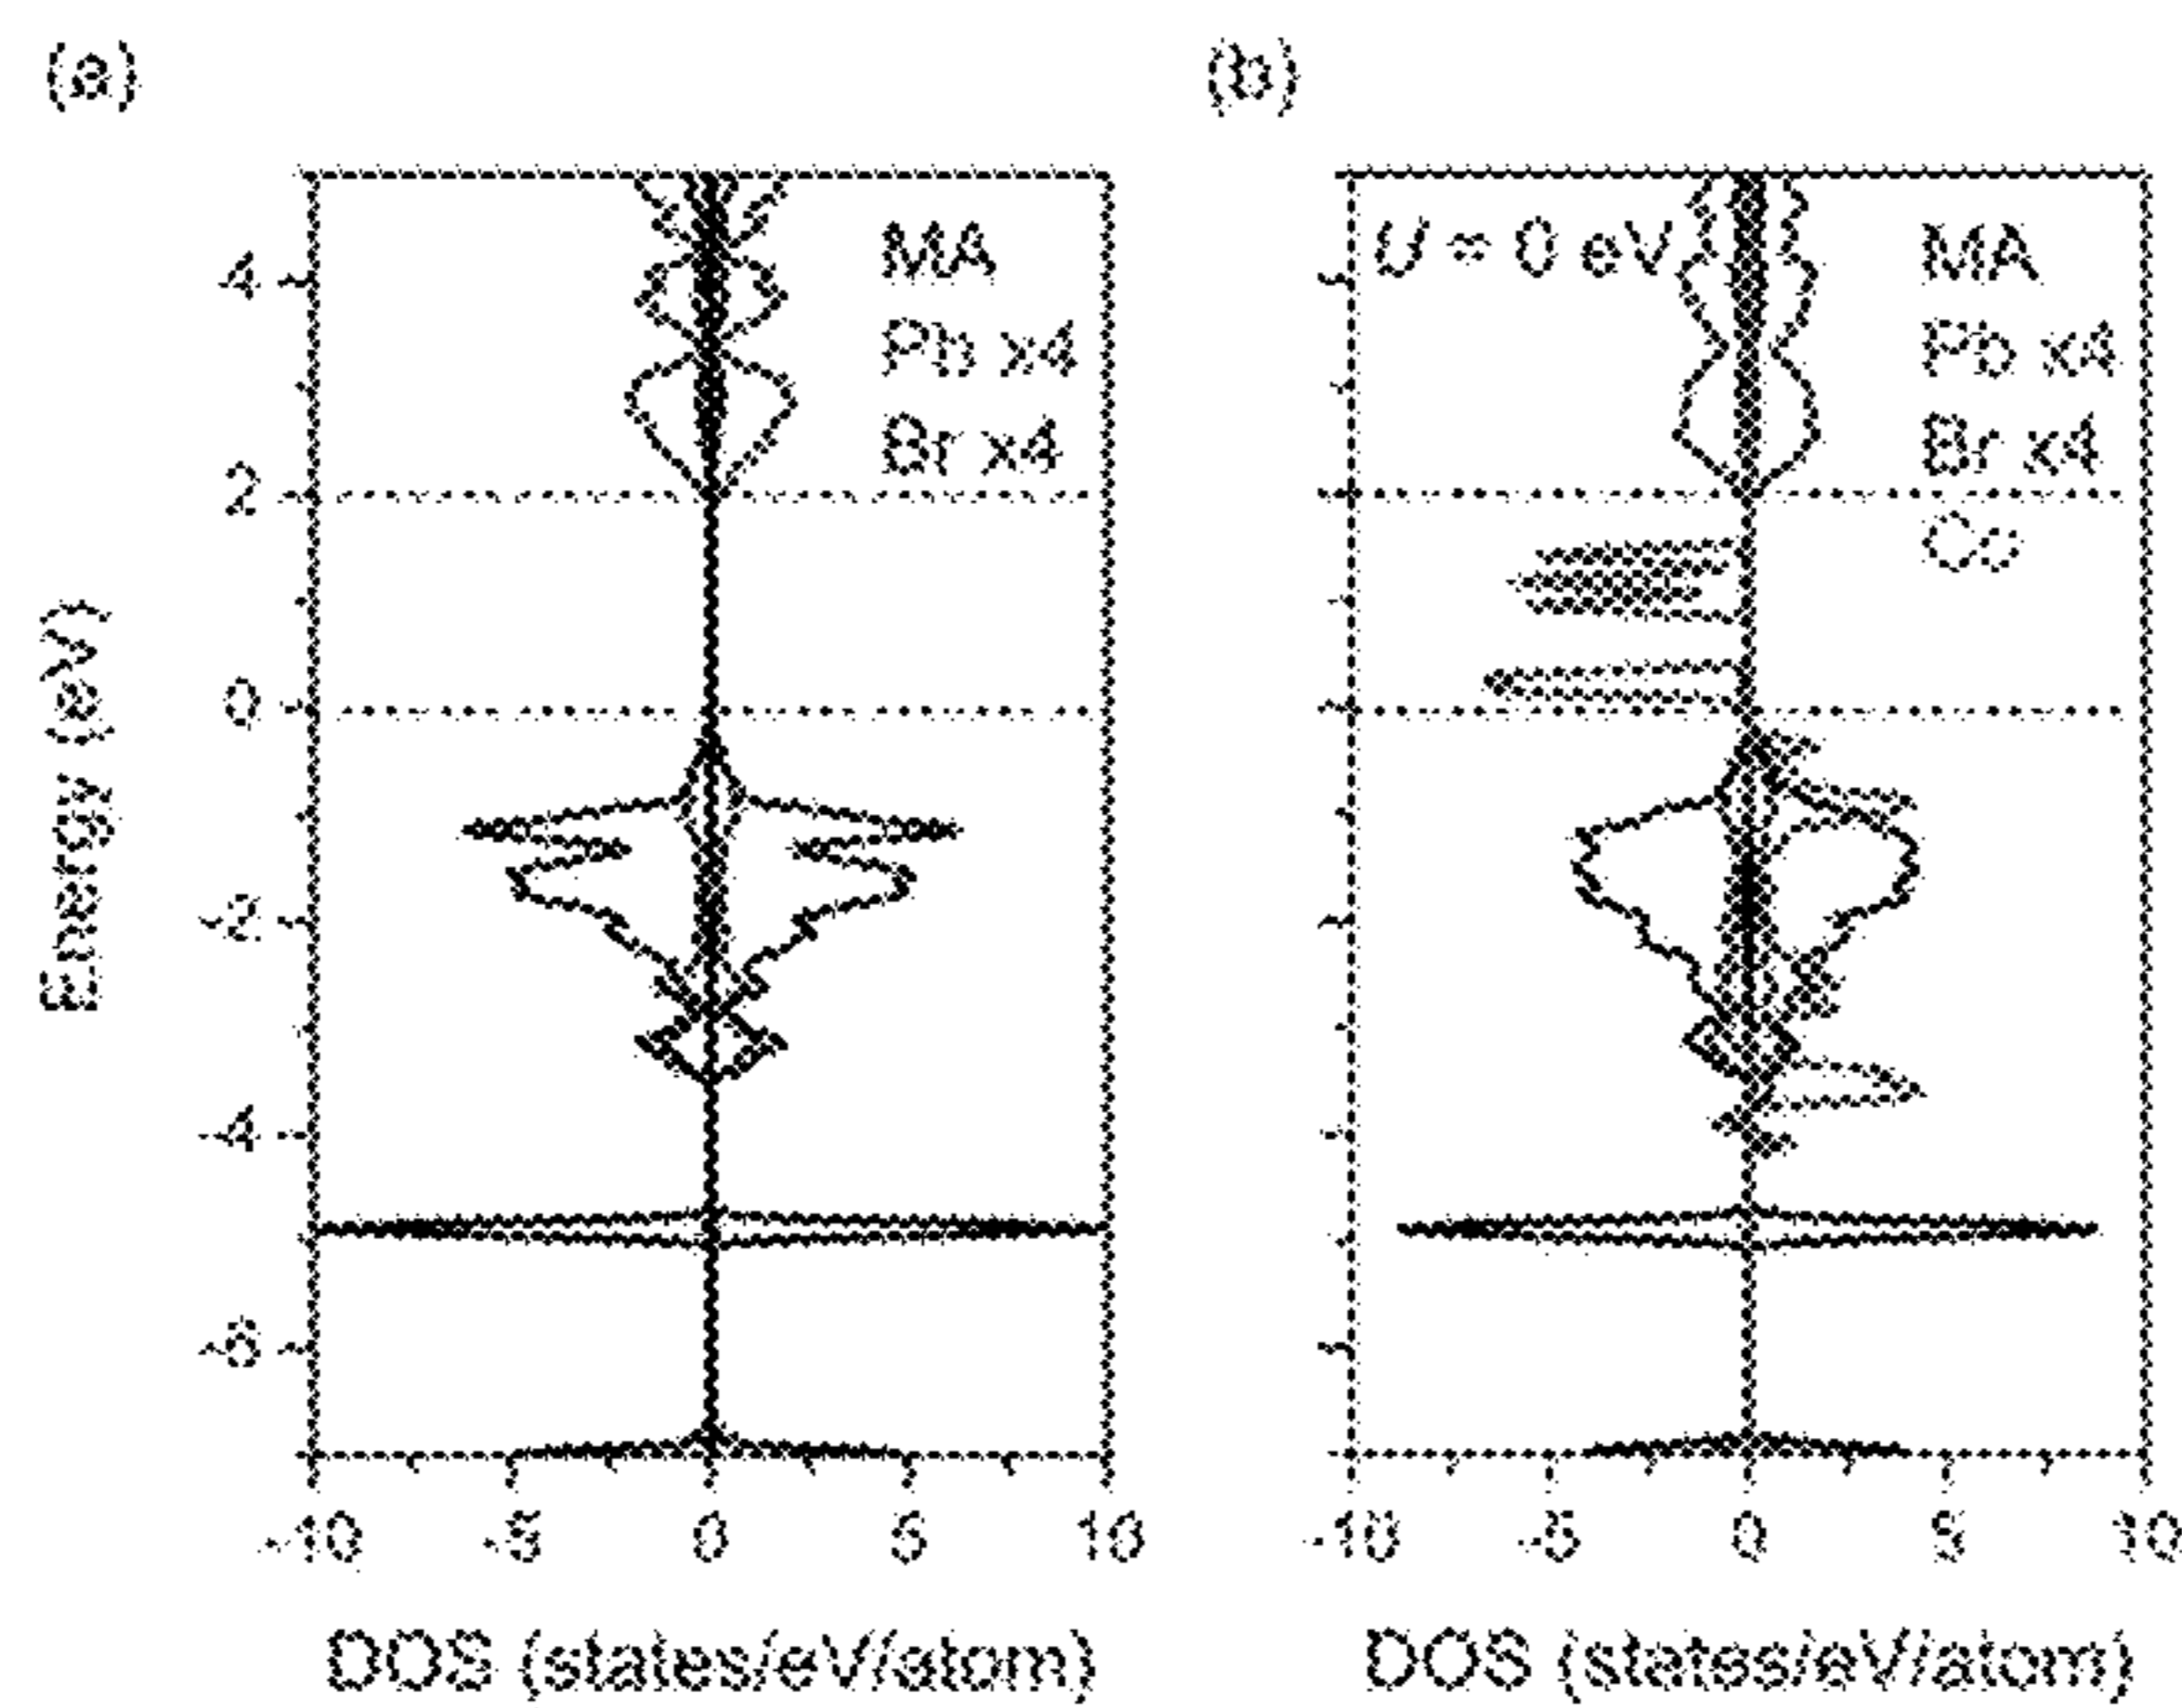 (a)
(b)
MA
Pb x4
Br x4
U = 0 eV
MA
Pb x4
Br x4
Energy (eV)
4
2
0
-2
-4
-6
-10 -5 0 5 10
-10 -5 0 5 10
DOS (states/eV/atom)
DOS (states/eV/atom)